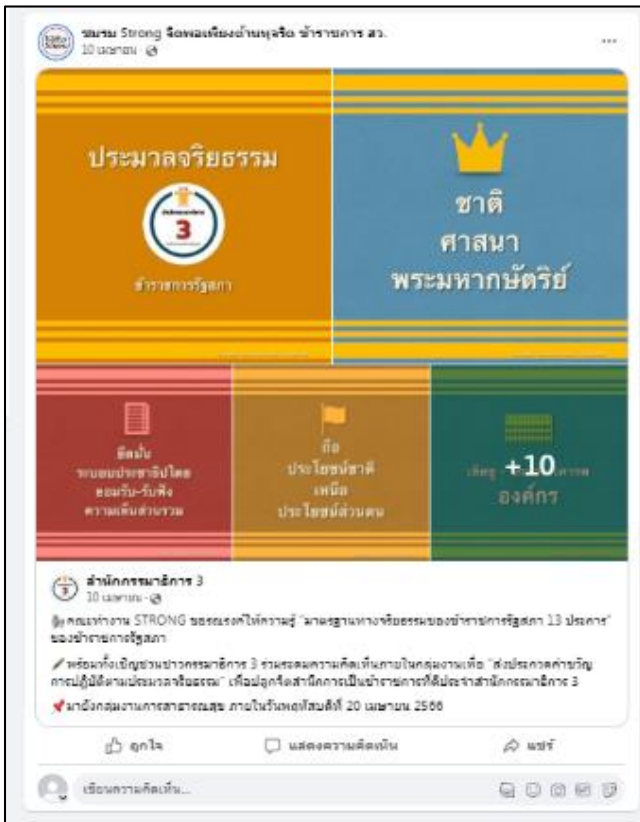 ชมรม Strong จิตพอเพียงต้านทุจริต ข้าราชการ สว.
10 เมษายน
ประมวลจริยธรรม
3
ข้าราชการรัฐสภา
ชาติ
ศาสนา
พระมหากษัตริย์
ยึดมั่น
ระบอบประชาธิปไตย
ยอมรับ-รับฟัง
ความเห็นส่วนรวม
ถือ
ประโยชน์ชาติ
เหนือ
ประโยชน์ส่วนตน
+10
องค์กร
สำนักกรรมาธิการ 3
10 เมษายน
คณะทำงาน STRONG ขอรณรงค์ให้ความรู้ "มาตรฐานทางจริยธรรมของข้าราชการรัฐสภา 13 ประการ"
ของข้าราชการรัฐสภา
พร้อมทั้งเชิญชวนชาวกรรมาธิการ 3 ร่วมระดมความคิดเห็นภายในกลุ่มงานเพื่อ "ส่งประกวดคำขวัญ
การปฏิบัติตามประมวลจริยธรรม" เพื่อปลูกจิตสำนึกการเป็นข้าราชการที่ดีประจำสำนักกรรมาธิการ 3
มายังกลุ่มงานการสาธารณสุข ภายในวันพฤหัสบดีที่ 20 เมษายน 2566
ถูกใจ
แสดงความคิดเห็น
แชร์
เขียนความคิดเห็น...